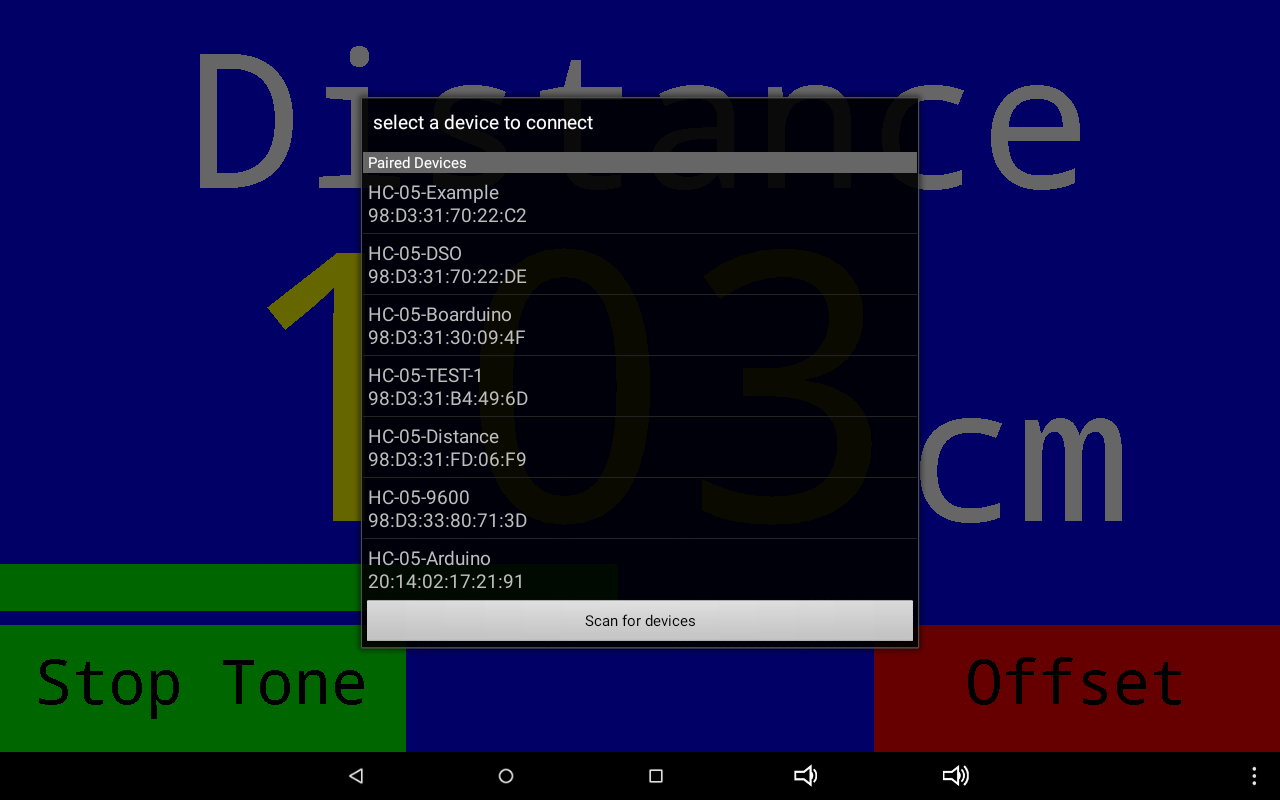 Distance
select a device to connect
Paired Devices
HC-05-Example
98:D3:31:70:22:C2
HC-05-DSO
98:D3:31:70:22:DE
HC-05-Boarduino
98:D3:31:30:09:4F
HC-05-TEST-1
98:D3:31:B4:49:6D
HC-05-Distance
98:D3:31:FD:06:F9
HC-05-9600
98:D3:33:80:71:3D
HC-05-Arduino
20:14:02:17:21:91
Scan for devices
103 cm
Stop Tone
Offset